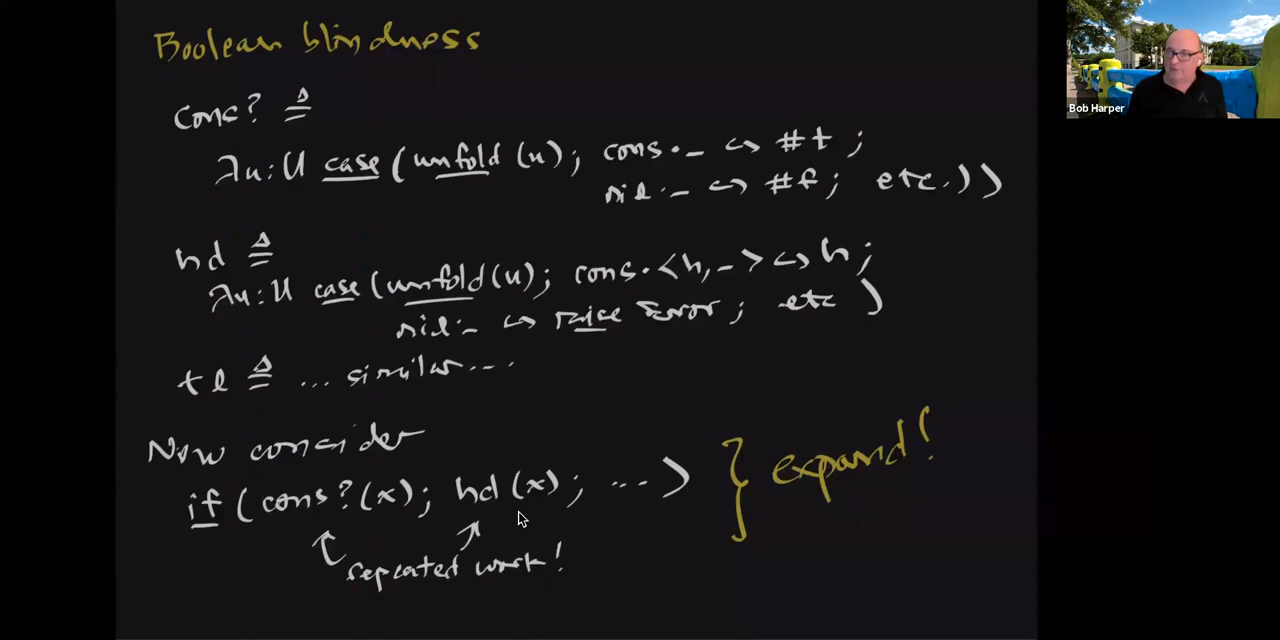 Boolean blindness
cons? ≜
λu:U case (unfold (u); cons·_ ↪ #t ;
nil·_ ↪ #f ; etc.))
hd ≜
λu:U case (unfold (u); cons·<h,_> ↪ h ;
nil·_ ↪ raise Error ; etc )
tl ≜ ... similar ...
Now consider
if (cons? (x); hd (x); ... ) } expand!
repeated work!
Bob Harper